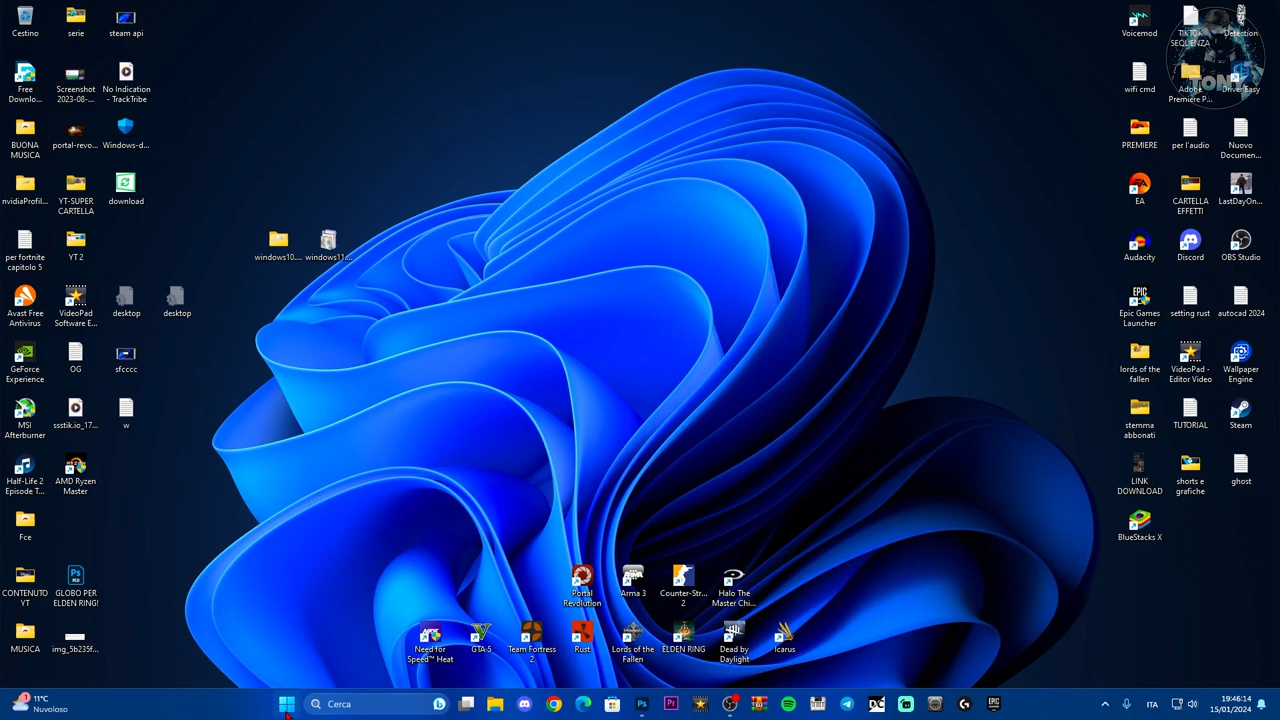 Cestino
serie
steam api
Free
Downlo...
Screenshot
2023-08-...
No Indication
- TrackTribe
BUONA
MUSICA
portal-revo...
Windows-d...
nvidiaProfil...
YT-SUPER
CARTELLA
download
per fortnite
capitolo 5
YT 2
Avast Free
Antivirus
VideoPad
Software E...
desktop
desktop
GeForce
Experience
OG
sfcccc
MSI
Afterburner
ssstik.io_17...
w
Half-Life 2
Episode T...
AMD Ryzen
Master
Fce
CONTENUTO
YT
GLOBO PER
ELDEN RING!
MUSICA
img_5b235f...
windows10....
windows11....
Portal
Revolution
Arma 3
Counter-Str...
2
Halo The
Master Chi...
Need for
Speed™ Heat
GTA 5
Team Fortress
2
Rust
Lords of the
Fallen
ELDEN RING
Dead by
Daylight
Icarus
Voicemod
TIKTOK
SEQUENZA
Detection
wifi cmd
Adobe
Premiere P...
Driver Easy
TONY
PREMIERE
per l'audio
Nuovo
Documen...
EA
CARTELLA
EFFETTI
LastDayOn...
Audacity
Discord
OBS Studio
Epic Games
Launcher
setting rust
autocad 2024
lords of the
fallen
VideoPad -
Editor Video
Wallpaper
Engine
stemma
abbonati
TUTORIAL
Steam
LINK
DOWNLOAD
shorts e
grafiche
ghost
BlueStacks X
1
11°C
Nuvoloso
Cerca
ITA
19:46:14
15/01/2024